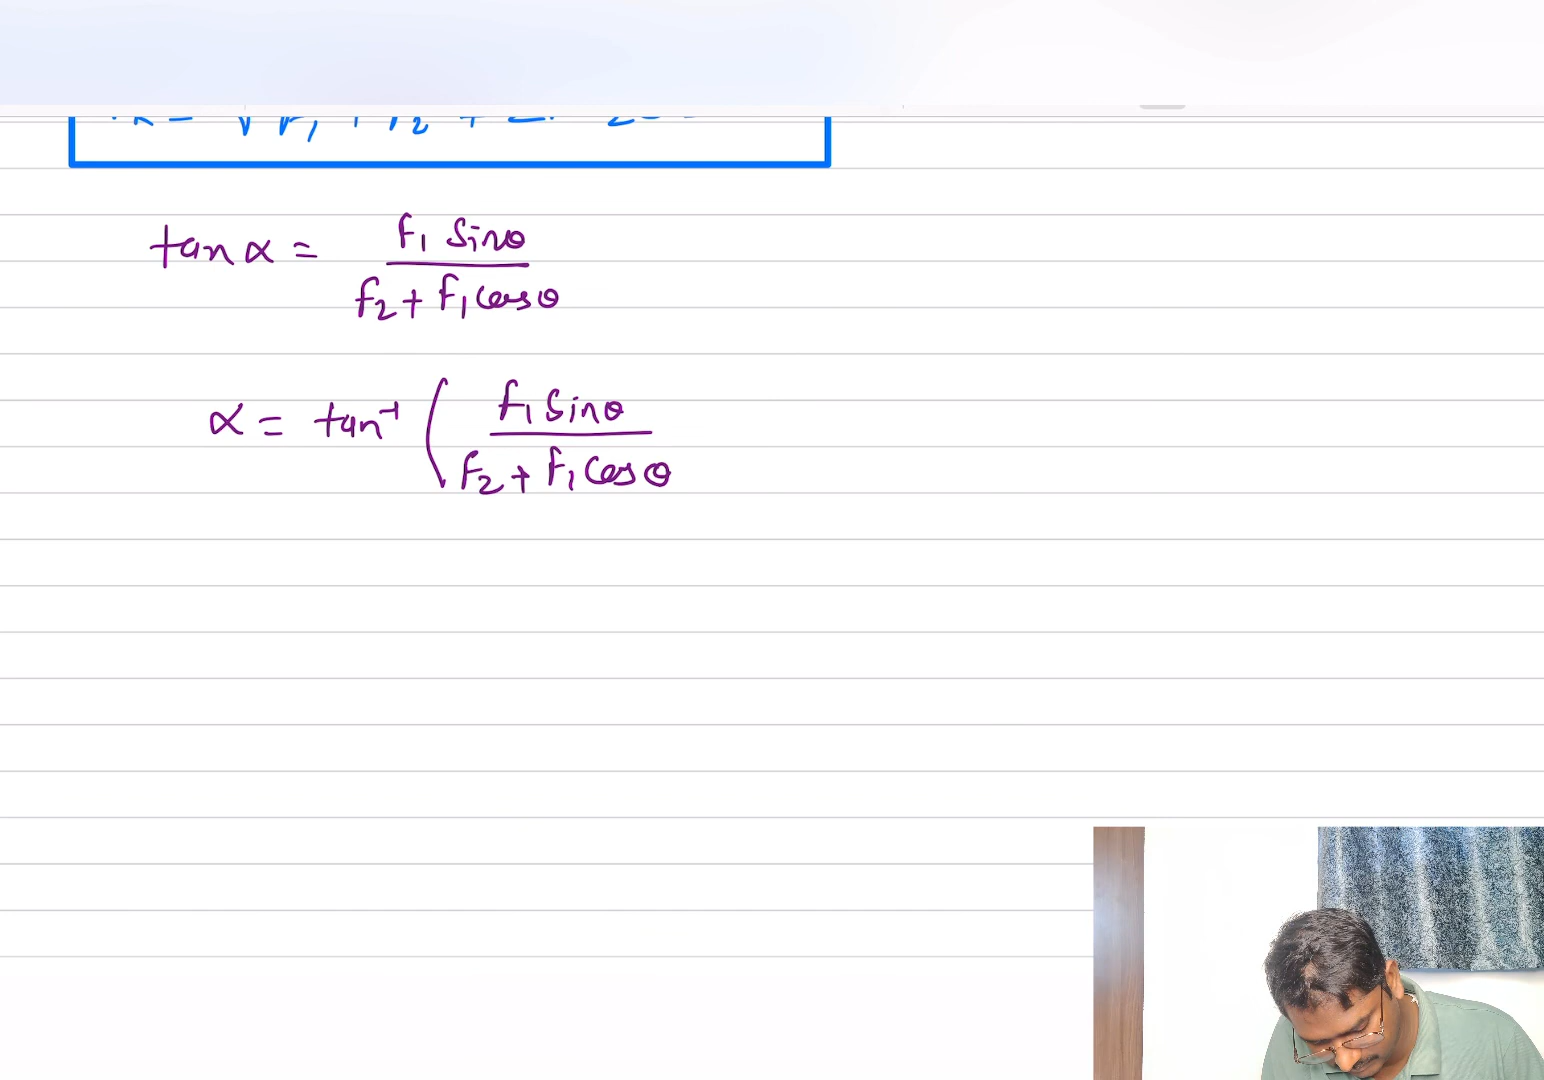 tan α = F₁ Sinθ / F₂ + F₁ cosθ
α = tan⁻¹ ( F₁ Sinθ / F₂ + F₁ Cosθ